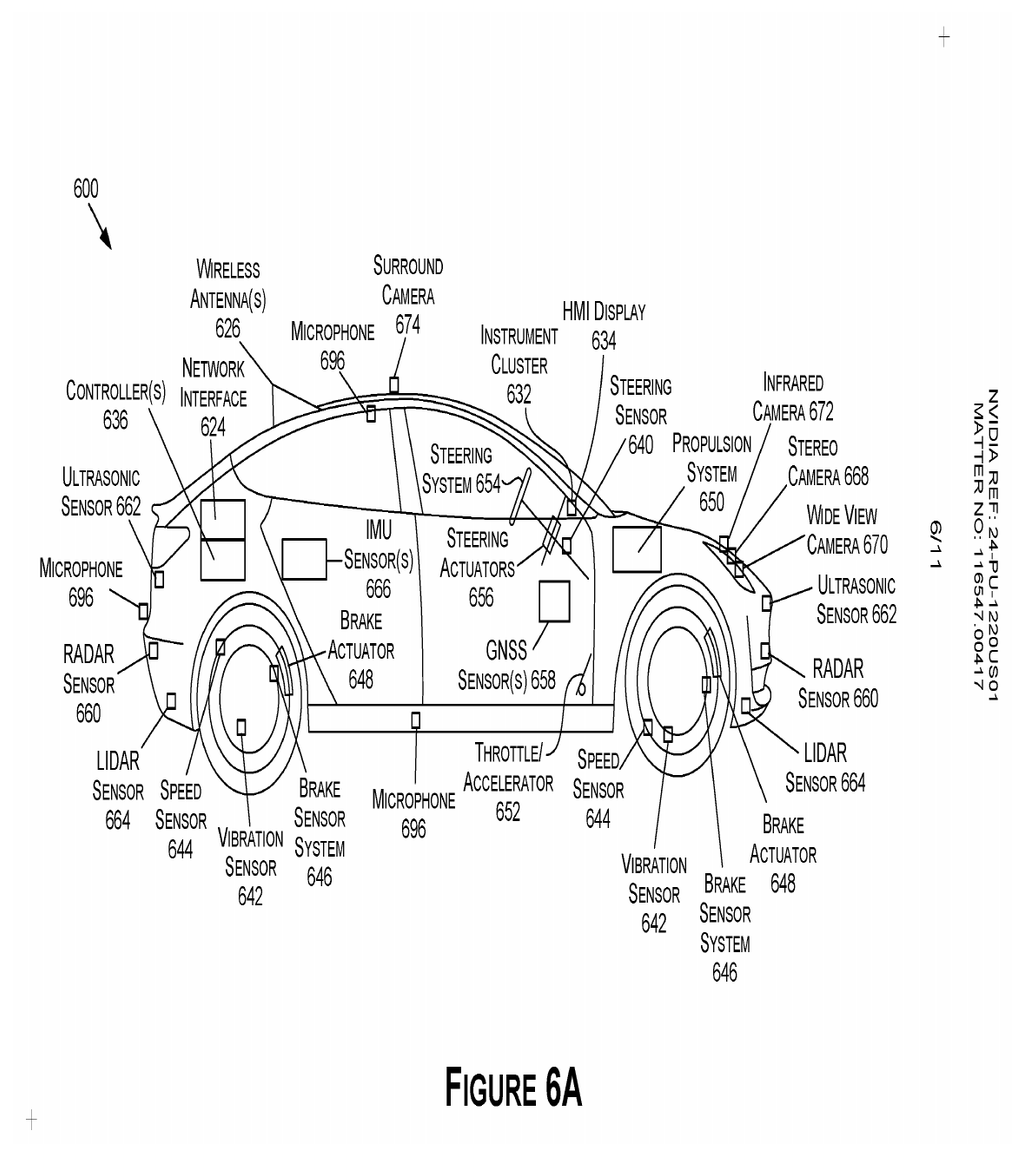 600
WIRELESS
ANTENNA(S)
626
SURROUND
CAMERA
674
MICROPHONE
696
HMI DISPLAY
634
INSTRUMENT
CLUSTER
632
NETWORK
INTERFACE
624
CONTROLLER(S)
636
STEERING
SENSOR
640
INFRARED
CAMERA 672
PROPULSION
SYSTEM
650
STEREO
CAMERA 668
ULTRASONIC
SENSOR 662
STEERING
SYSTEM 654
WIDE VIEW
CAMERA 670
IMU
SENSOR(S)
666
STEERING
ACTUATORS
656
MICROPHONE
696
ULTRASONIC
SENSOR 662
BRAKE
ACTUATOR
648
GNSS
SENSOR(S) 658
RADAR
SENSOR
660
RADAR
SENSOR 660
LIDAR
SENSOR
664
SPEED
SENSOR
644
VIBRATION
SENSOR
642
BRAKE
SENSOR
SYSTEM
646
MICROPHONE
696
THROTTLE/
ACCELERATOR
652
SPEED
SENSOR
644
LIDAR
SENSOR 664
VIBRATION
SENSOR
642
BRAKE
ACTUATOR
648
BRAKE
SENSOR
SYSTEM
646
FIGURE 6A
NVIDIA REF: 24-PU-1220US01
MATTER NO: 116547.00417
6/11